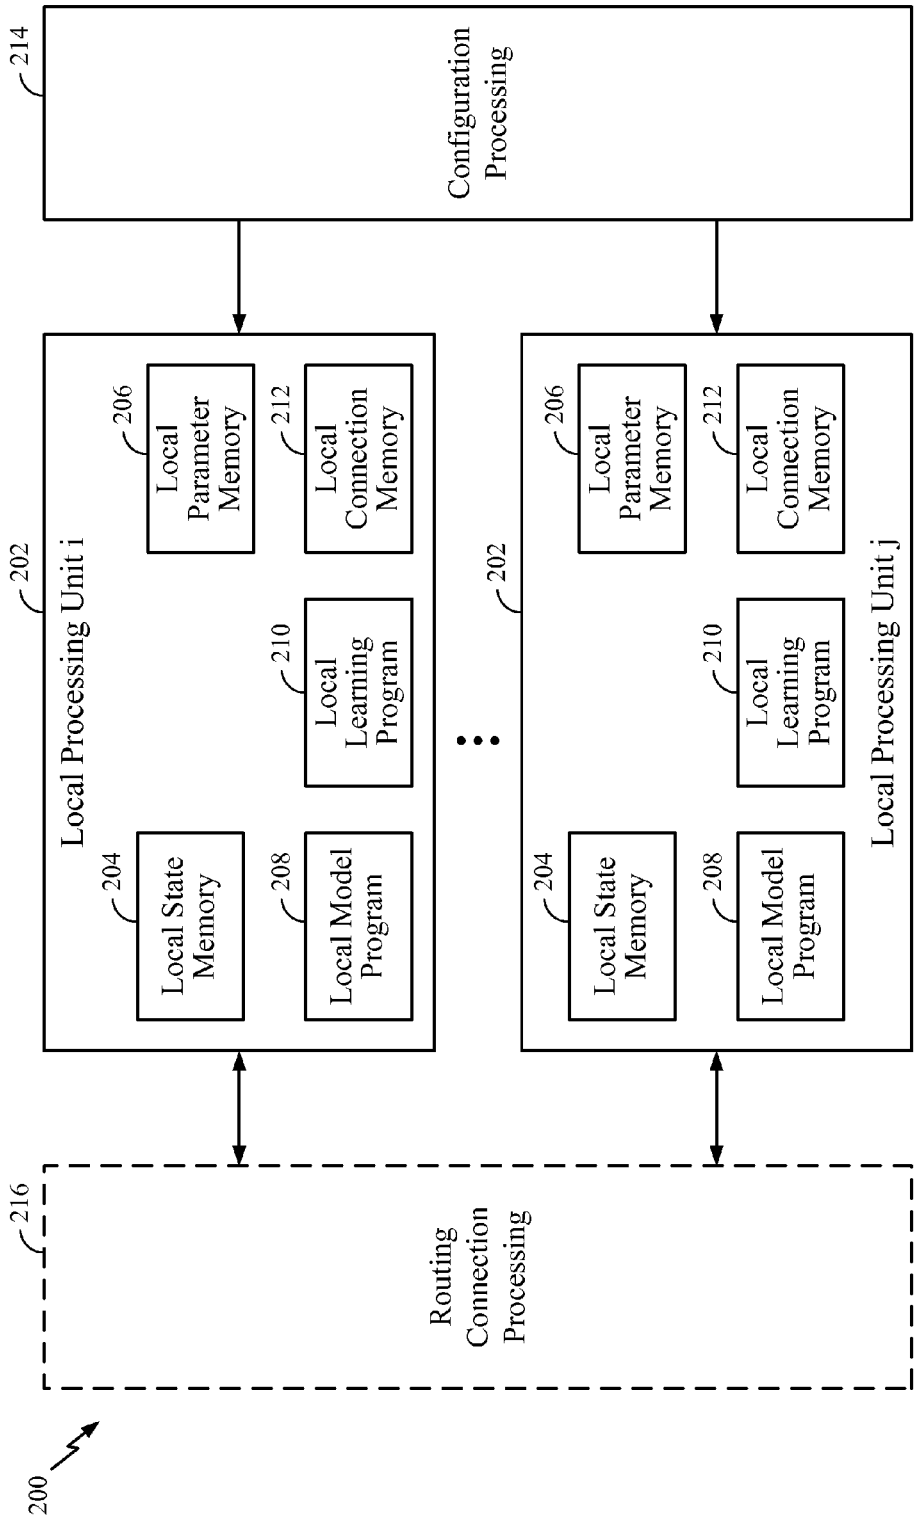 200
216
Routing
Connection
Processing
202
Local Processing Unit i
204
Local State
Memory
206
Local
Parameter
Memory
208
Local Model
Program
210
Local
Learning
Program
212
Local
Connection
Memory
202
204
Local State
Memory
206
Local
Parameter
Memory
208
Local Model
Program
210
Local
Learning
Program
212
Local
Connection
Memory
Local Processing Unit j
214
Configuration
Processing